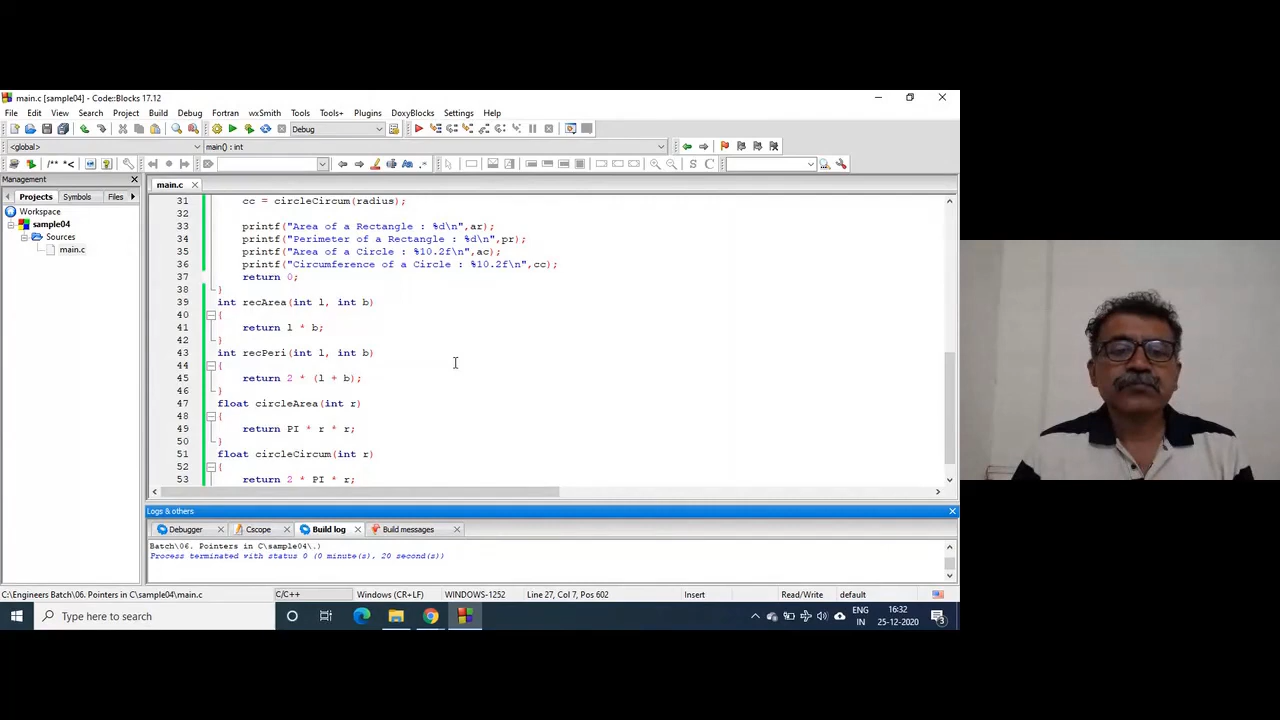 main.c [sample04] - Code::Blocks 17.12
File Edit View Search Project Build Debug Fortran wxSmith Tools Tools+ Plugins DoxyBlocks Settings Help
Debug
<global> main() : int
/** *< .* S C
Management
main.c
Projects Symbols Files
Workspace
sample04
Sources
main.c
31 cc = circleCircum(radius);
32
33 printf("Area of a Rectangle : %d\n",ar);
34 printf("Perimeter of a Rectangle : %d\n",pr);
35 printf("Area of a Circle : %10.2f\n",ac);
36 printf("Circumference of a Circle : %10.2f\n",cc);
37 return 0;
38 }
39 int recArea(int l, int b)
40 {
41 return l * b;
42 }
43 int recPeri(int l, int b)
44 {
45 return 2 * (l + b);
46 }
47 float circleArea(int r)
48 {
49 return PI * r * r;
50 }
51 float circleCircum(int r)
52 {
53 return 2 * PI * r;
Logs & others
Debugger Cscope Build log Build messages
Batch\06. Pointers in C\sample04\.)
Process terminated with status 0 (0 minute(s), 20 second(s))
C:\Engineers Batch\06. Pointers in C\sample04\main.c C/C++ Windows (CR+LF) WINDOWS-1252 Line 27, Col 7, Pos 602 Insert Read/Write default
Type here to search
ENG
IN
16:32
25-12-2020
3